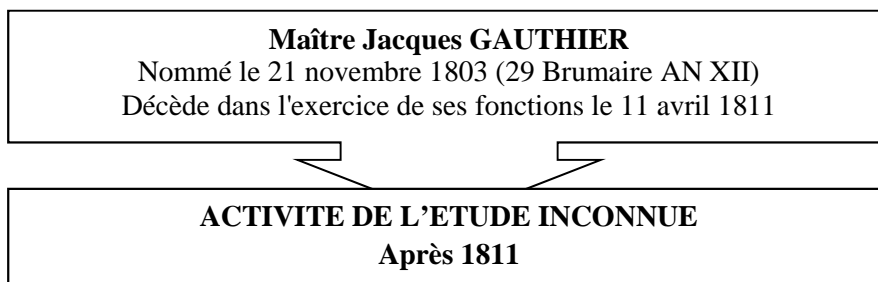 Maître Jacques GAUTHIER
Nommé le 21 novembre 1803 (29 Brumaire AN XII)
Décède dans l'exercice de ses fonctions le 11 avril 1811
ACTIVITE DE L’ETUDE INCONNUE
Après 1811